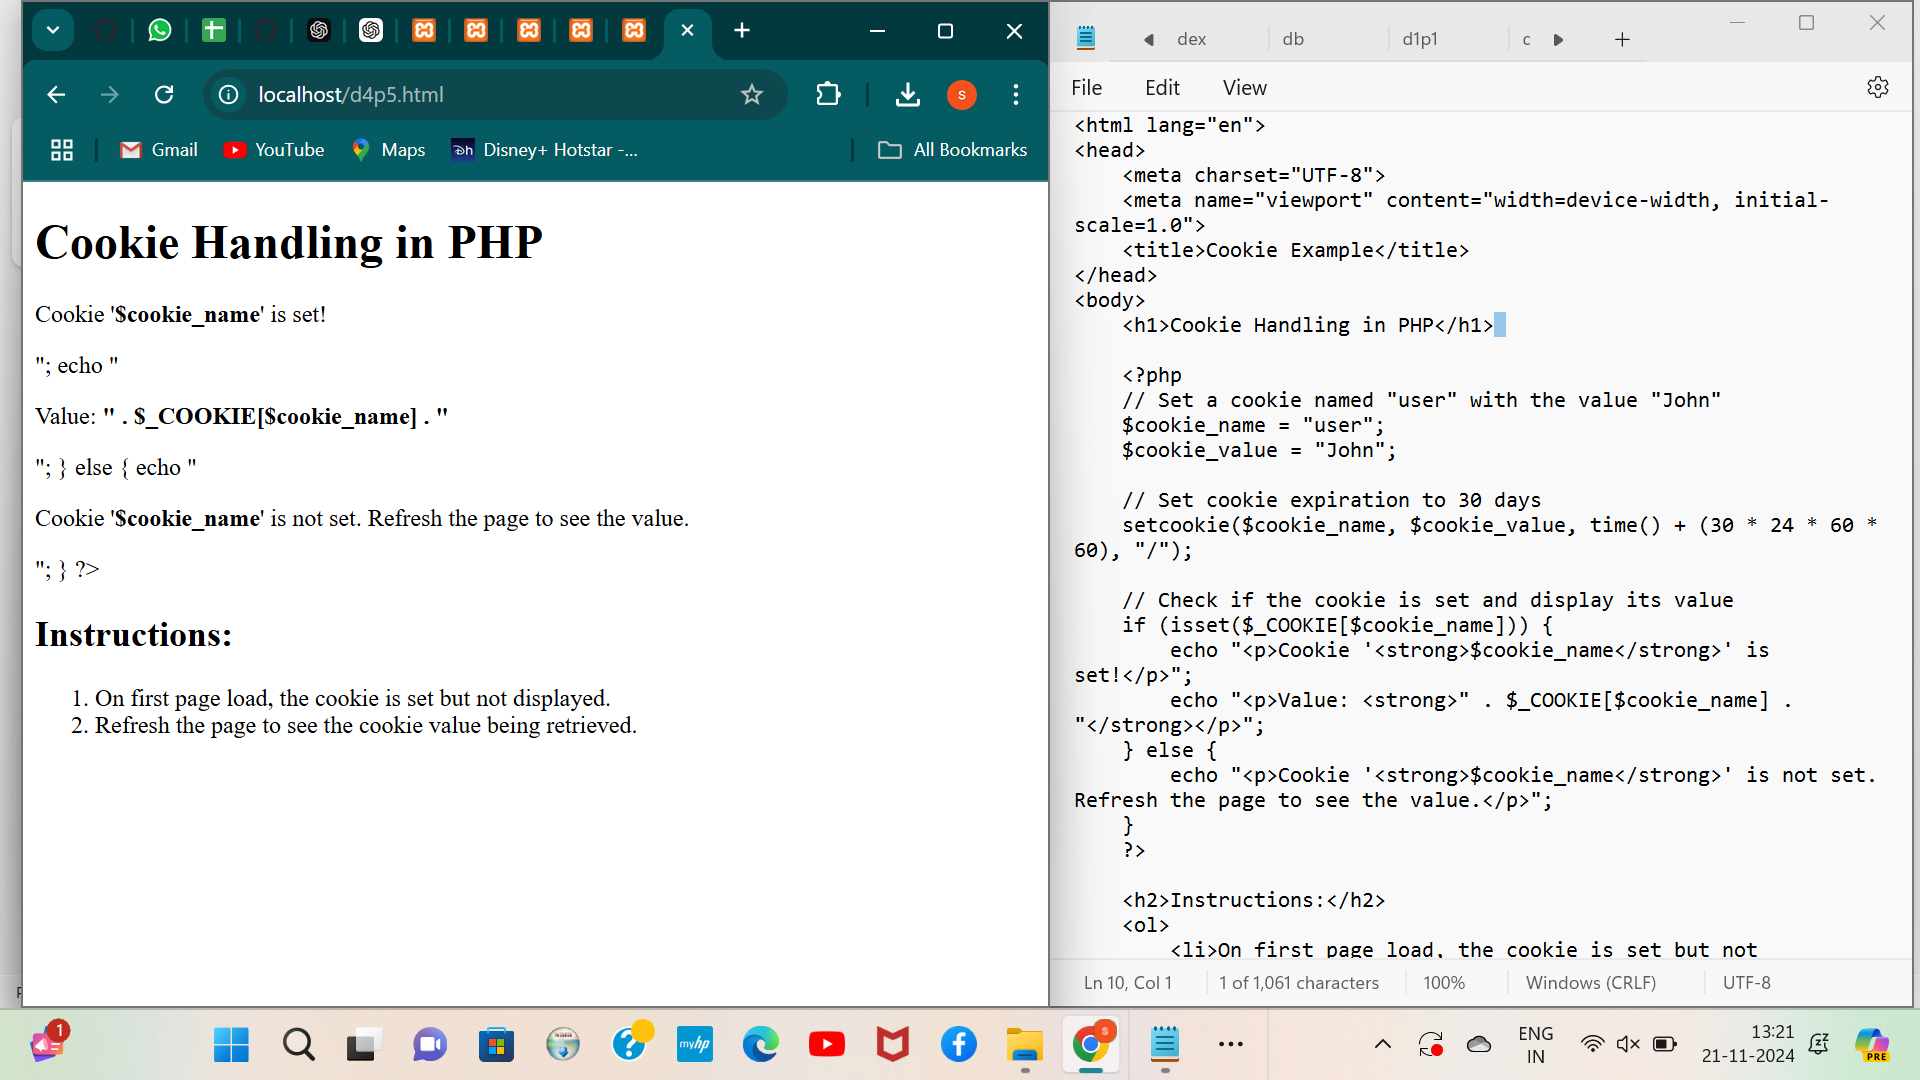 localhost/d4p5.html
Gmail
YouTube
Maps
Disney+ Hotstar -...
All Bookmarks
Cookie Handling in PHP
Cookie '$cookie_name' is set!
"; echo "
Value: " . $_COOKIE[$cookie_name] . "
"; } else { echo "
Cookie '$cookie_name' is not set. Refresh the page to see the value.
"; } ?>
Instructions:
1. On first page load, the cookie is set but not displayed.
2. Refresh the page to see the cookie value being retrieved.
dex
db
d1p1
c
File
Edit
View
<html lang="en">
<head>
<meta charset="UTF-8">
<meta name="viewport" content="width=device-width, initial-
scale=1.0">
<title>Cookie Example</title>
</head>
<body>
<h1>Cookie Handling in PHP</h1>
<?php
// Set a cookie named "user" with the value "John"
$cookie_name = "user";
$cookie_value = "John";
// Set cookie expiration to 30 days
setcookie($cookie_name, $cookie_value, time() + (30 * 24 * 60 *
60), "/");
// Check if the cookie is set and display its value
if (isset($_COOKIE[$cookie_name])) {
echo "<p>Cookie '<strong>$cookie_name</strong>' is
set!</p>";
echo "<p>Value: <strong>" . $_COOKIE[$cookie_name] .
"</strong></p>";
} else {
echo "<p>Cookie '<strong>$cookie_name</strong>' is not set.
Refresh the page to see the value.</p>";
}
?>
<h2>Instructions:</h2>
<ol>
<li>On first page load, the cookie is set but not
Ln 10, Col 1
1 of 1,061 characters
100%
Windows (CRLF)
UTF-8
1
myhp
S
ENG
IN
13:21
21-11-2024
PRE